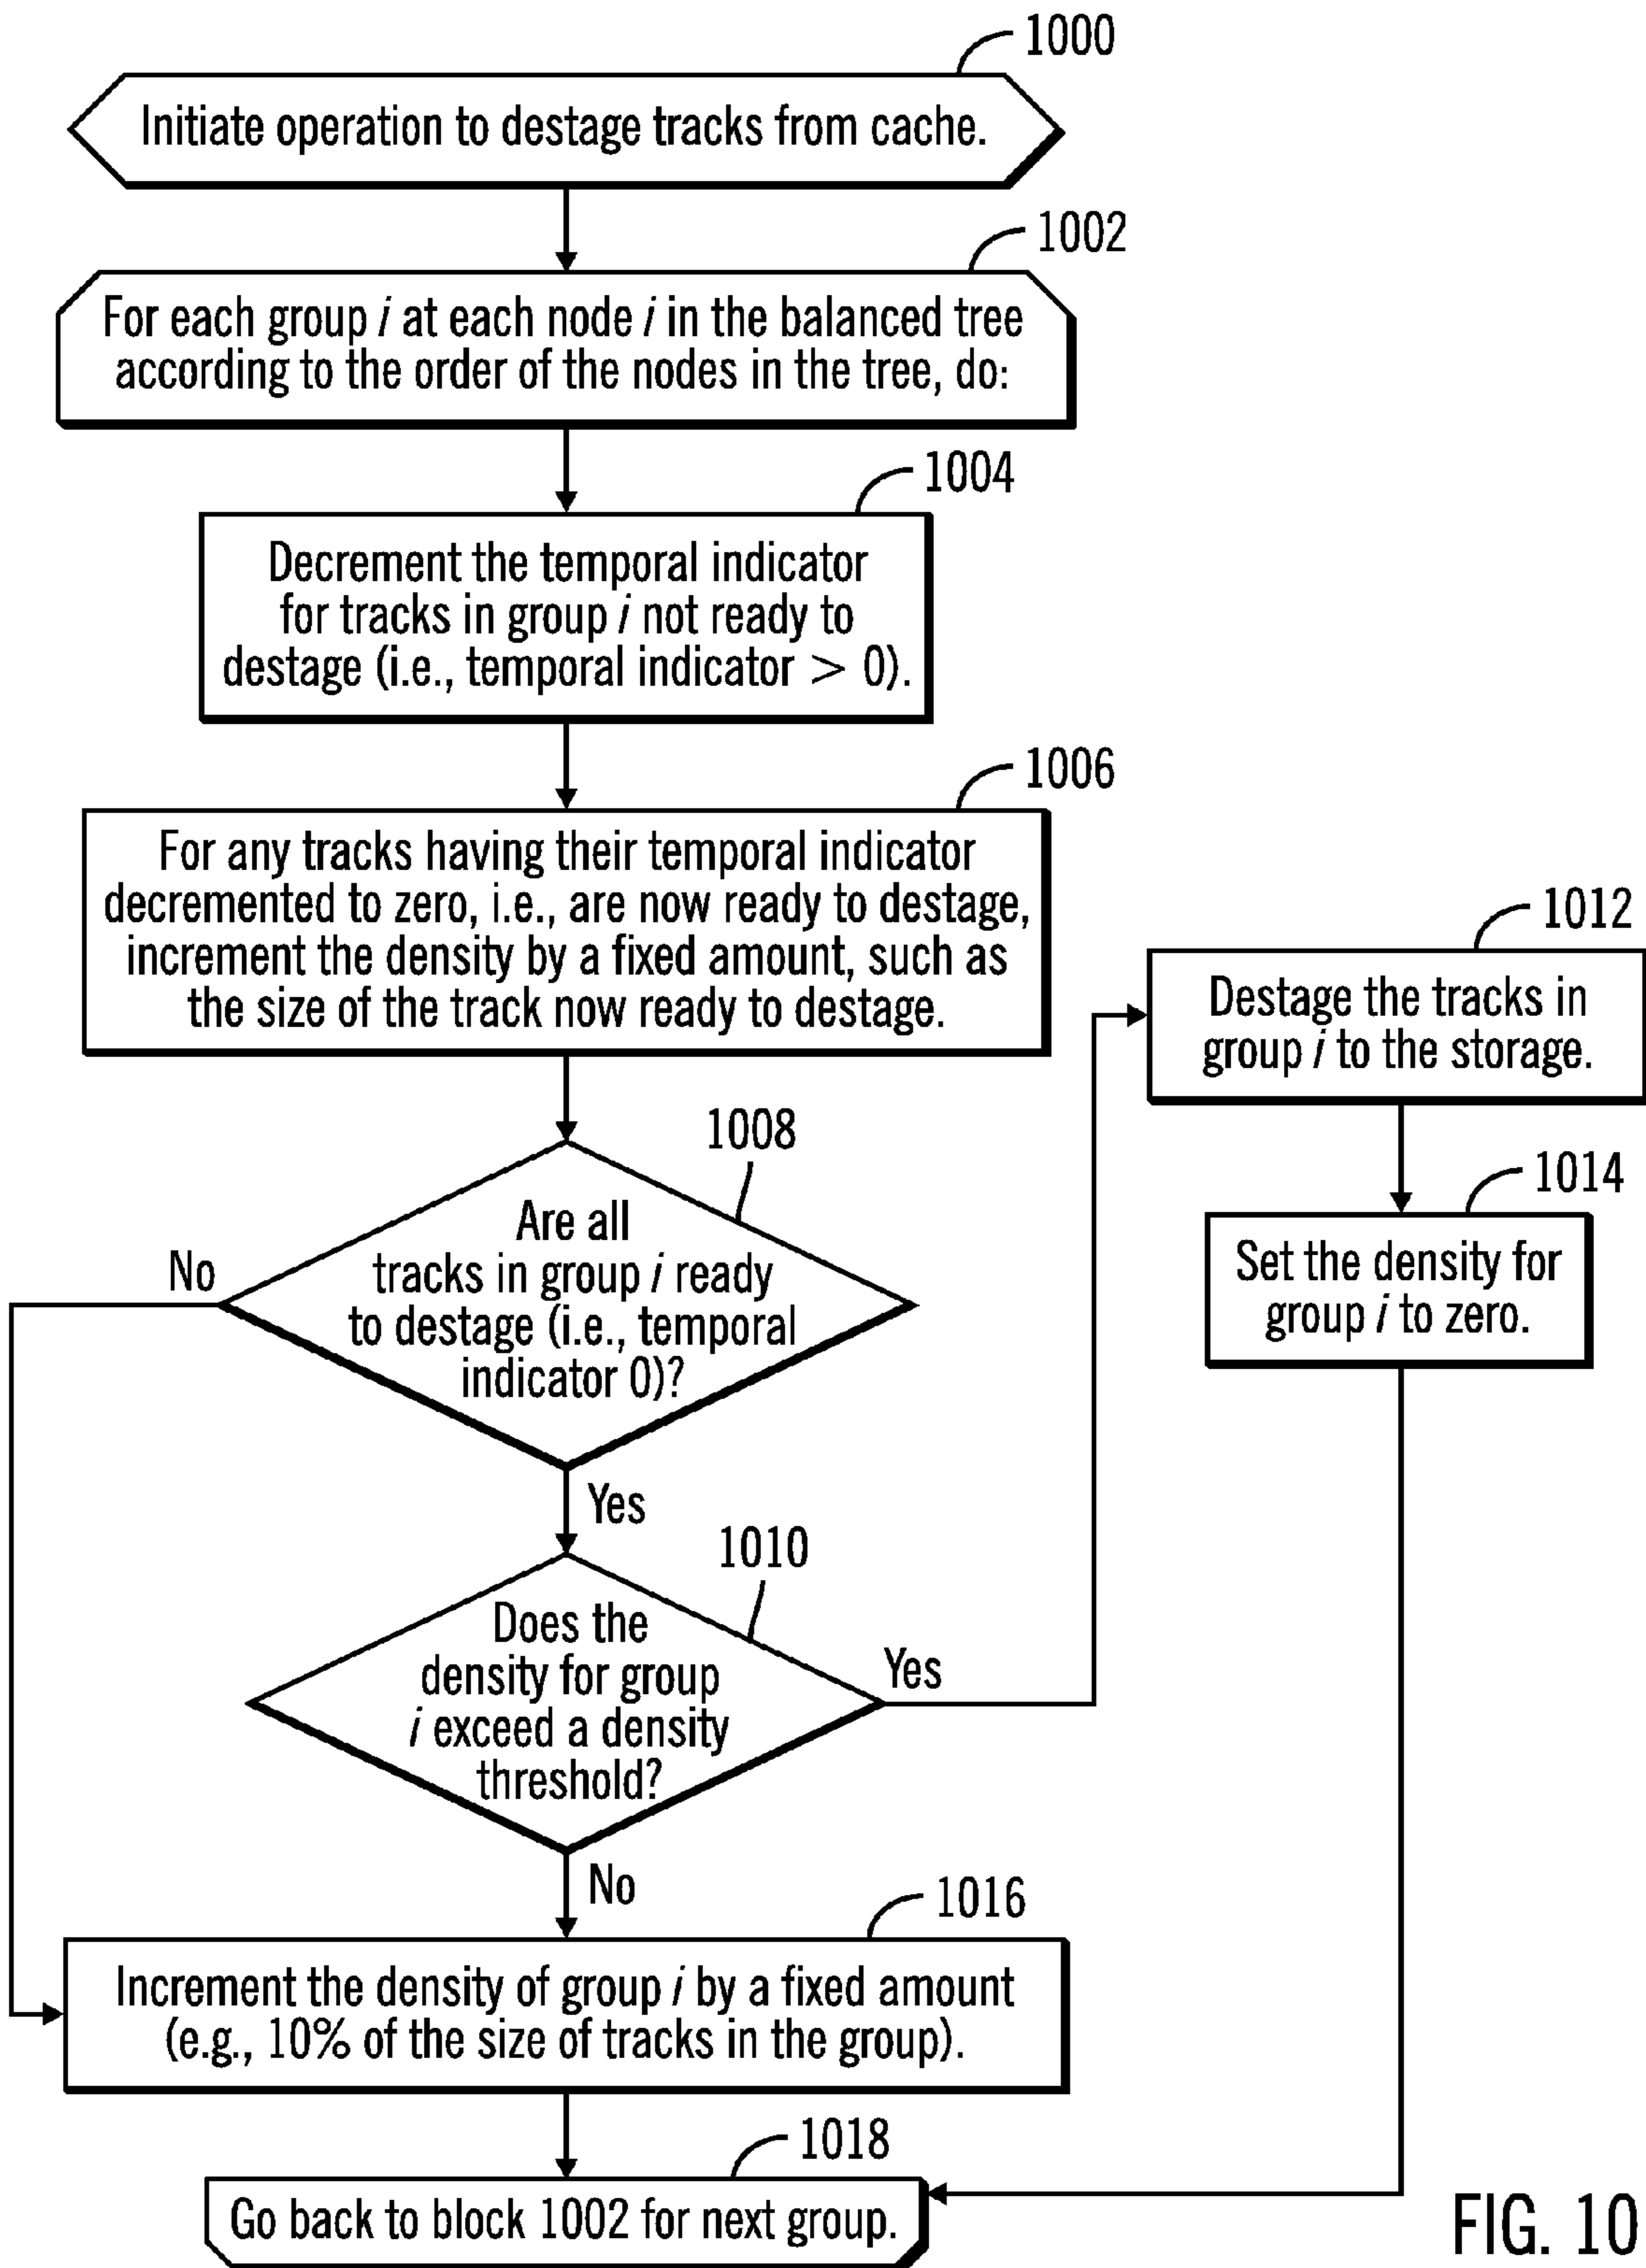 1000
Initiate operation to destage tracks from cache.
1002
For each group i at each node i in the balanced tree
according to the order of the nodes in the tree, do:
1004
Decrement the temporal indicator
for tracks in group i not ready to
destage (i.e., temporal indicator > 0).
1006
For any tracks having their temporal indicator
decremented to zero, i.e., are now ready to destage,
increment the density by a fixed amount, such as
the size of the track now ready to destage.
1008
Are all
tracks in group i ready
to destage (i.e., temporal
indicator 0)?
No
Yes
1010
Does the
density for group
i exceed a density
threshold?
Yes
No
1012
Destage the tracks in
group i to the storage.
1014
Set the density for
group i to zero.
1016
Increment the density of group i by a fixed amount
(e.g., 10% of the size of tracks in the group).
1018
Go back to block 1002 for next group.
FIG. 10